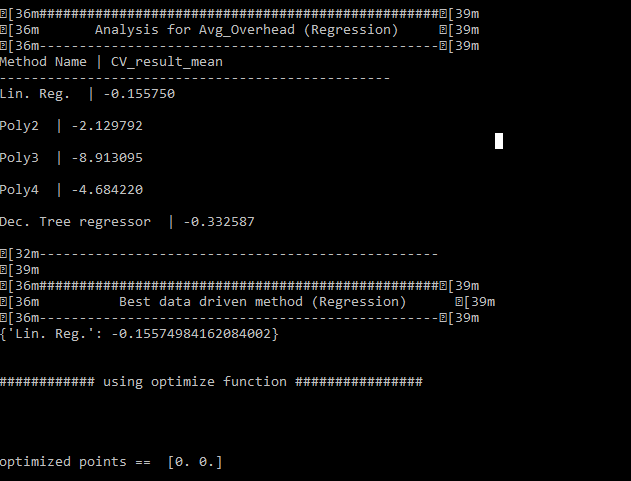 [36m##################################################[39m
[36m       Analysis for Avg_Overhead (Regression)     [39m
[36m--------------------------------------------------[39m
Method Name | CV_result_mean
-------------------------------------------------
Lin. Reg.  | -0.155750
Poly2  | -2.129792
Poly3  | -8.913095
Poly4  | -4.684220
Dec. Tree regressor  | -0.332587
[32m--------------------------------------------------
[39m
[36m##################################################[39m
[36m          Best data driven method (Regression)      [39m
[36m--------------------------------------------------[39m
{'Lin. Reg.': -0.15574984162084002}
############ using optimize function ################
optimized points ==  [0. 0.]